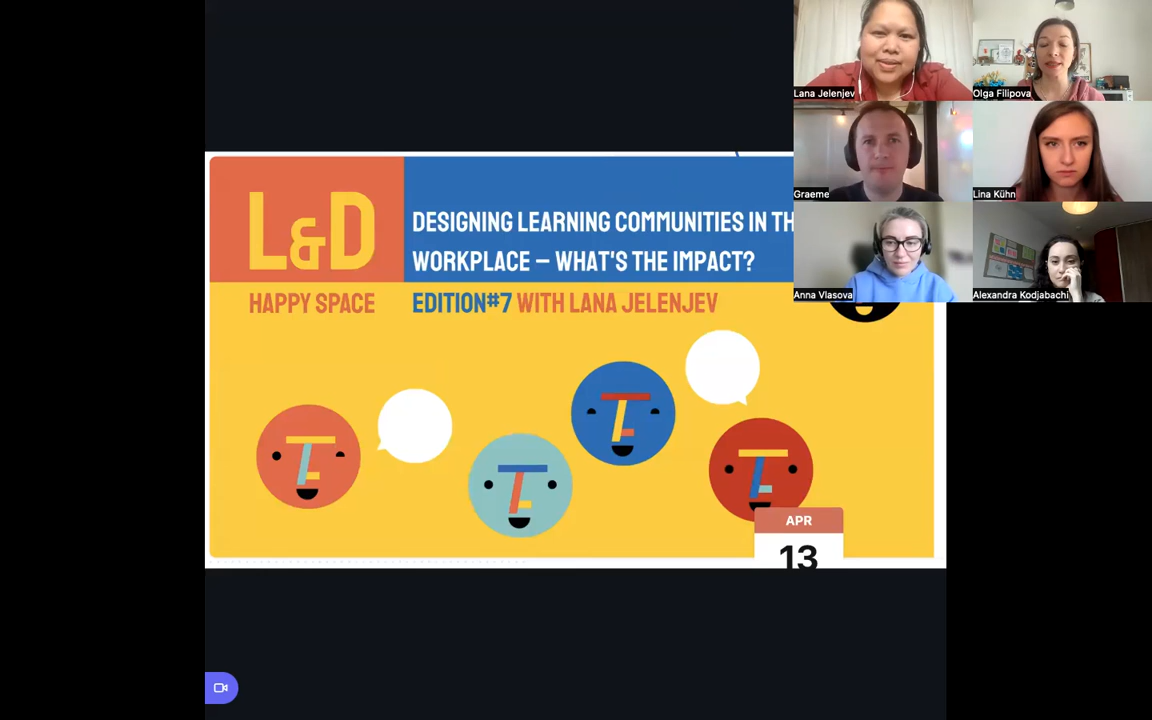 L&D
HAPPY SPACE
DESIGNING LEARNING COMMUNITIES IN TH
WORKPLACE – WHAT'S THE IMPACT?
EDITION#7 WITH LANA JELENJEV
APR
13
Lana Jelenjev
Olga Filipova
Graeme
Lina Kühn
Anna Vlasova
Alexandra Kodjabachi